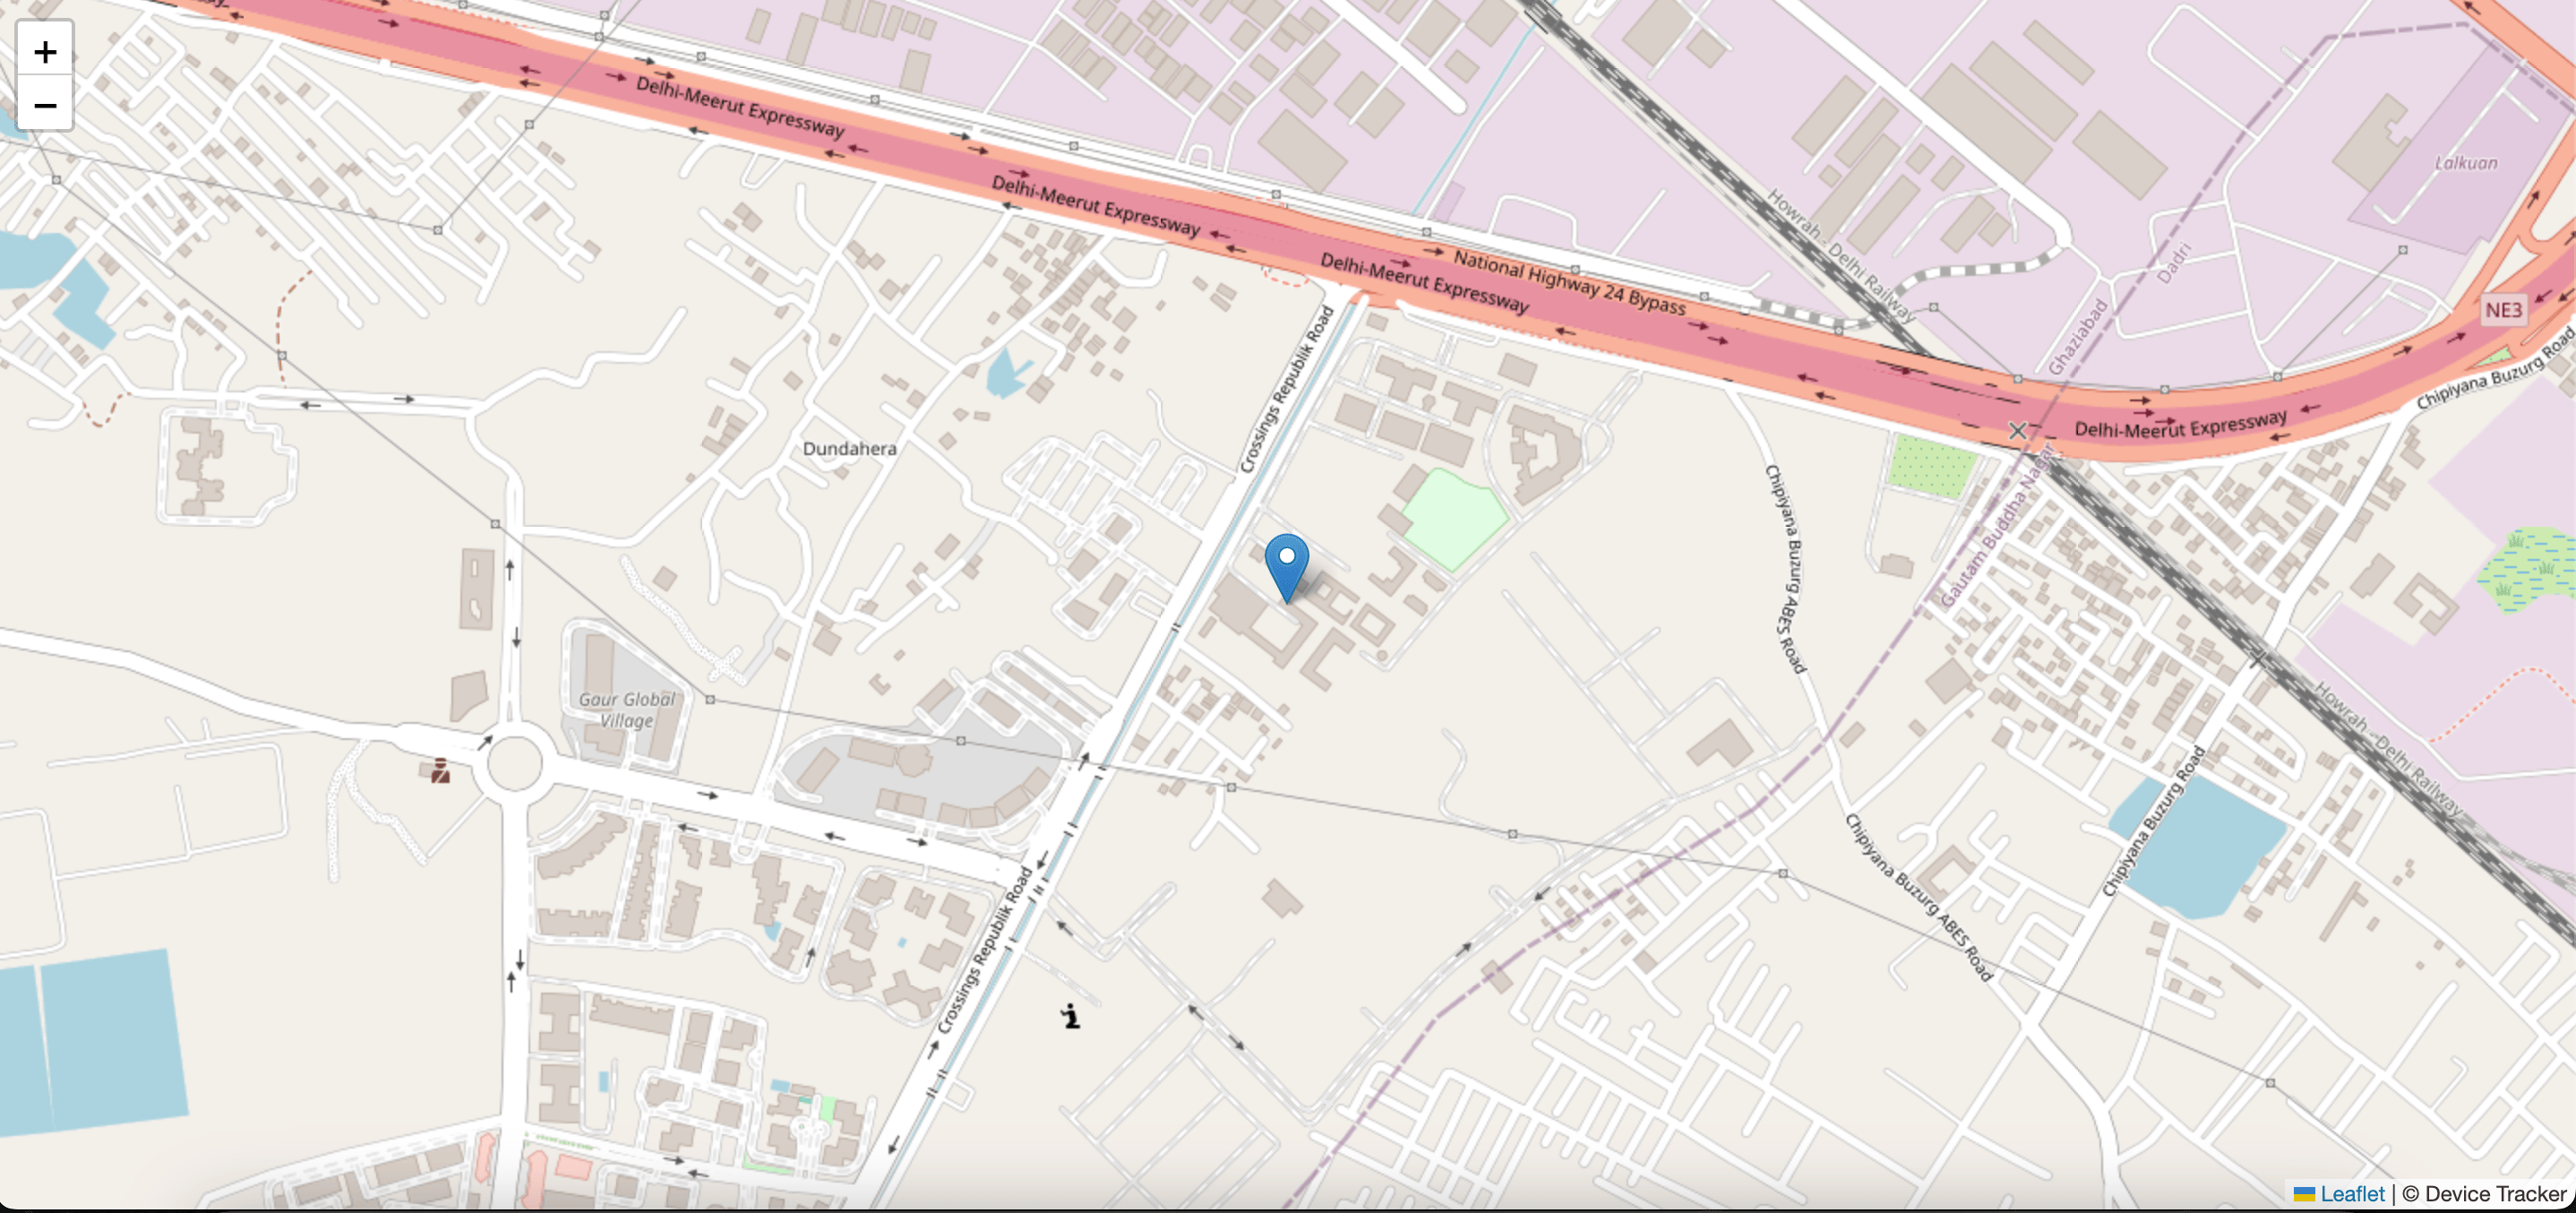 +
−
Delhi-Meerut Expressway
Delhi-Meerut Expressway
Delhi-Meerut Expressway
National Highway 24 Bypass
Delhi-Meerut Expressway
Howrah - Delhi Railway
Lalkuan
Dadri
Ghaziabad
NE3
Chipiyana Buzurg Road
Crossings Republik Road
Dundahera
Chipiyana Buzurg ABES Road
Gautam Buddha Nagar
Gaur Global
Village
Howrah - Delhi Railway
Chipiyana Buzurg Road
Chipiyana Buzurg ABES Road
Crossings Republik Road
Leaflet | © Device Tracker